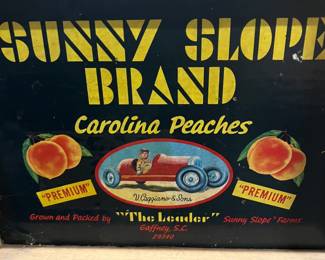 SUNNY SLOPE
BRAND
Carolina Peaches
"PREMIUM"
V. Caggiano & Sons
"PREMIUM"
Grown and Packed by "The Leader" Sunny Slope Farms
Gaffney, S.C.
29340